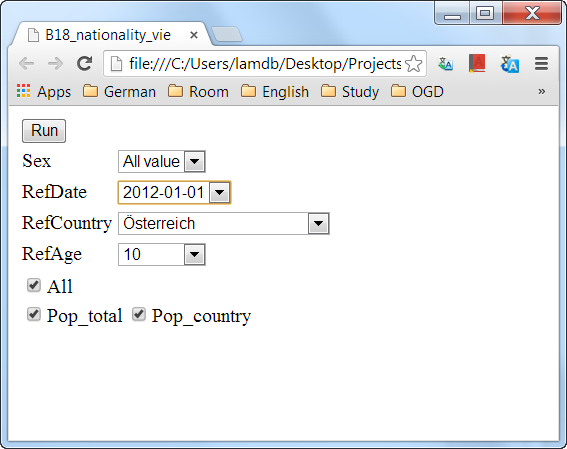 B18_nationality_vie
file:///C:/Users/lamdb/Desktop/Projects
Apps German Room English Study OGD »
Run
Sex All value
RefDate 2012-01-01
RefCountry Österreich
RefAge 10
All
Pop_total Pop_country